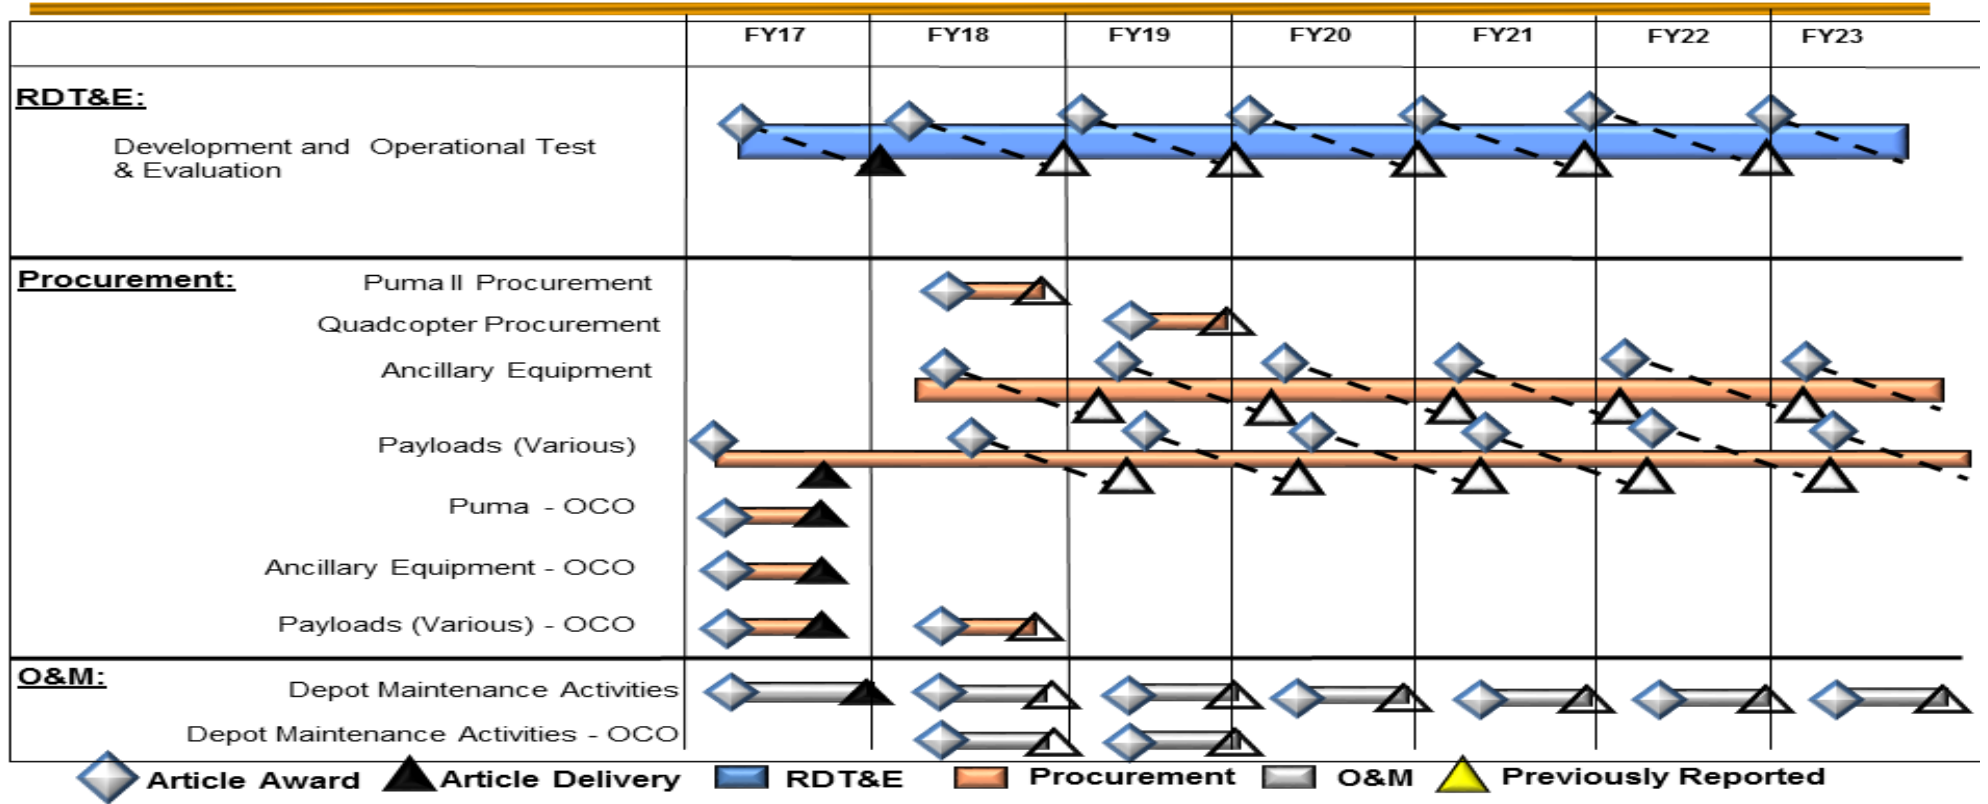 FY17 FY18 FY19 FY20 FY21 FY22 FY23
RDT&E:
Development and Operational Test
& Evaluation
Procurement:
Puma II Procurement
Quadcopter Procurement
Ancillary Equipment
Payloads (Various)
Puma - OCO
Ancillary Equipment - OCO
Payloads (Various) - OCO
O&M:
Depot Maintenance Activities
Depot Maintenance Activities - OCO
Article Award Article Delivery RDT&E Procurement O&M Previously Reported